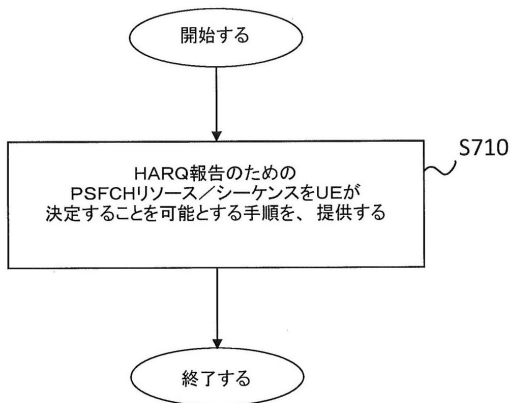 開始する
S710
HARQ報告のための
PSFCHリソース／シーケンスをUEが
決定することを可能とする手順を、提供する
終了する